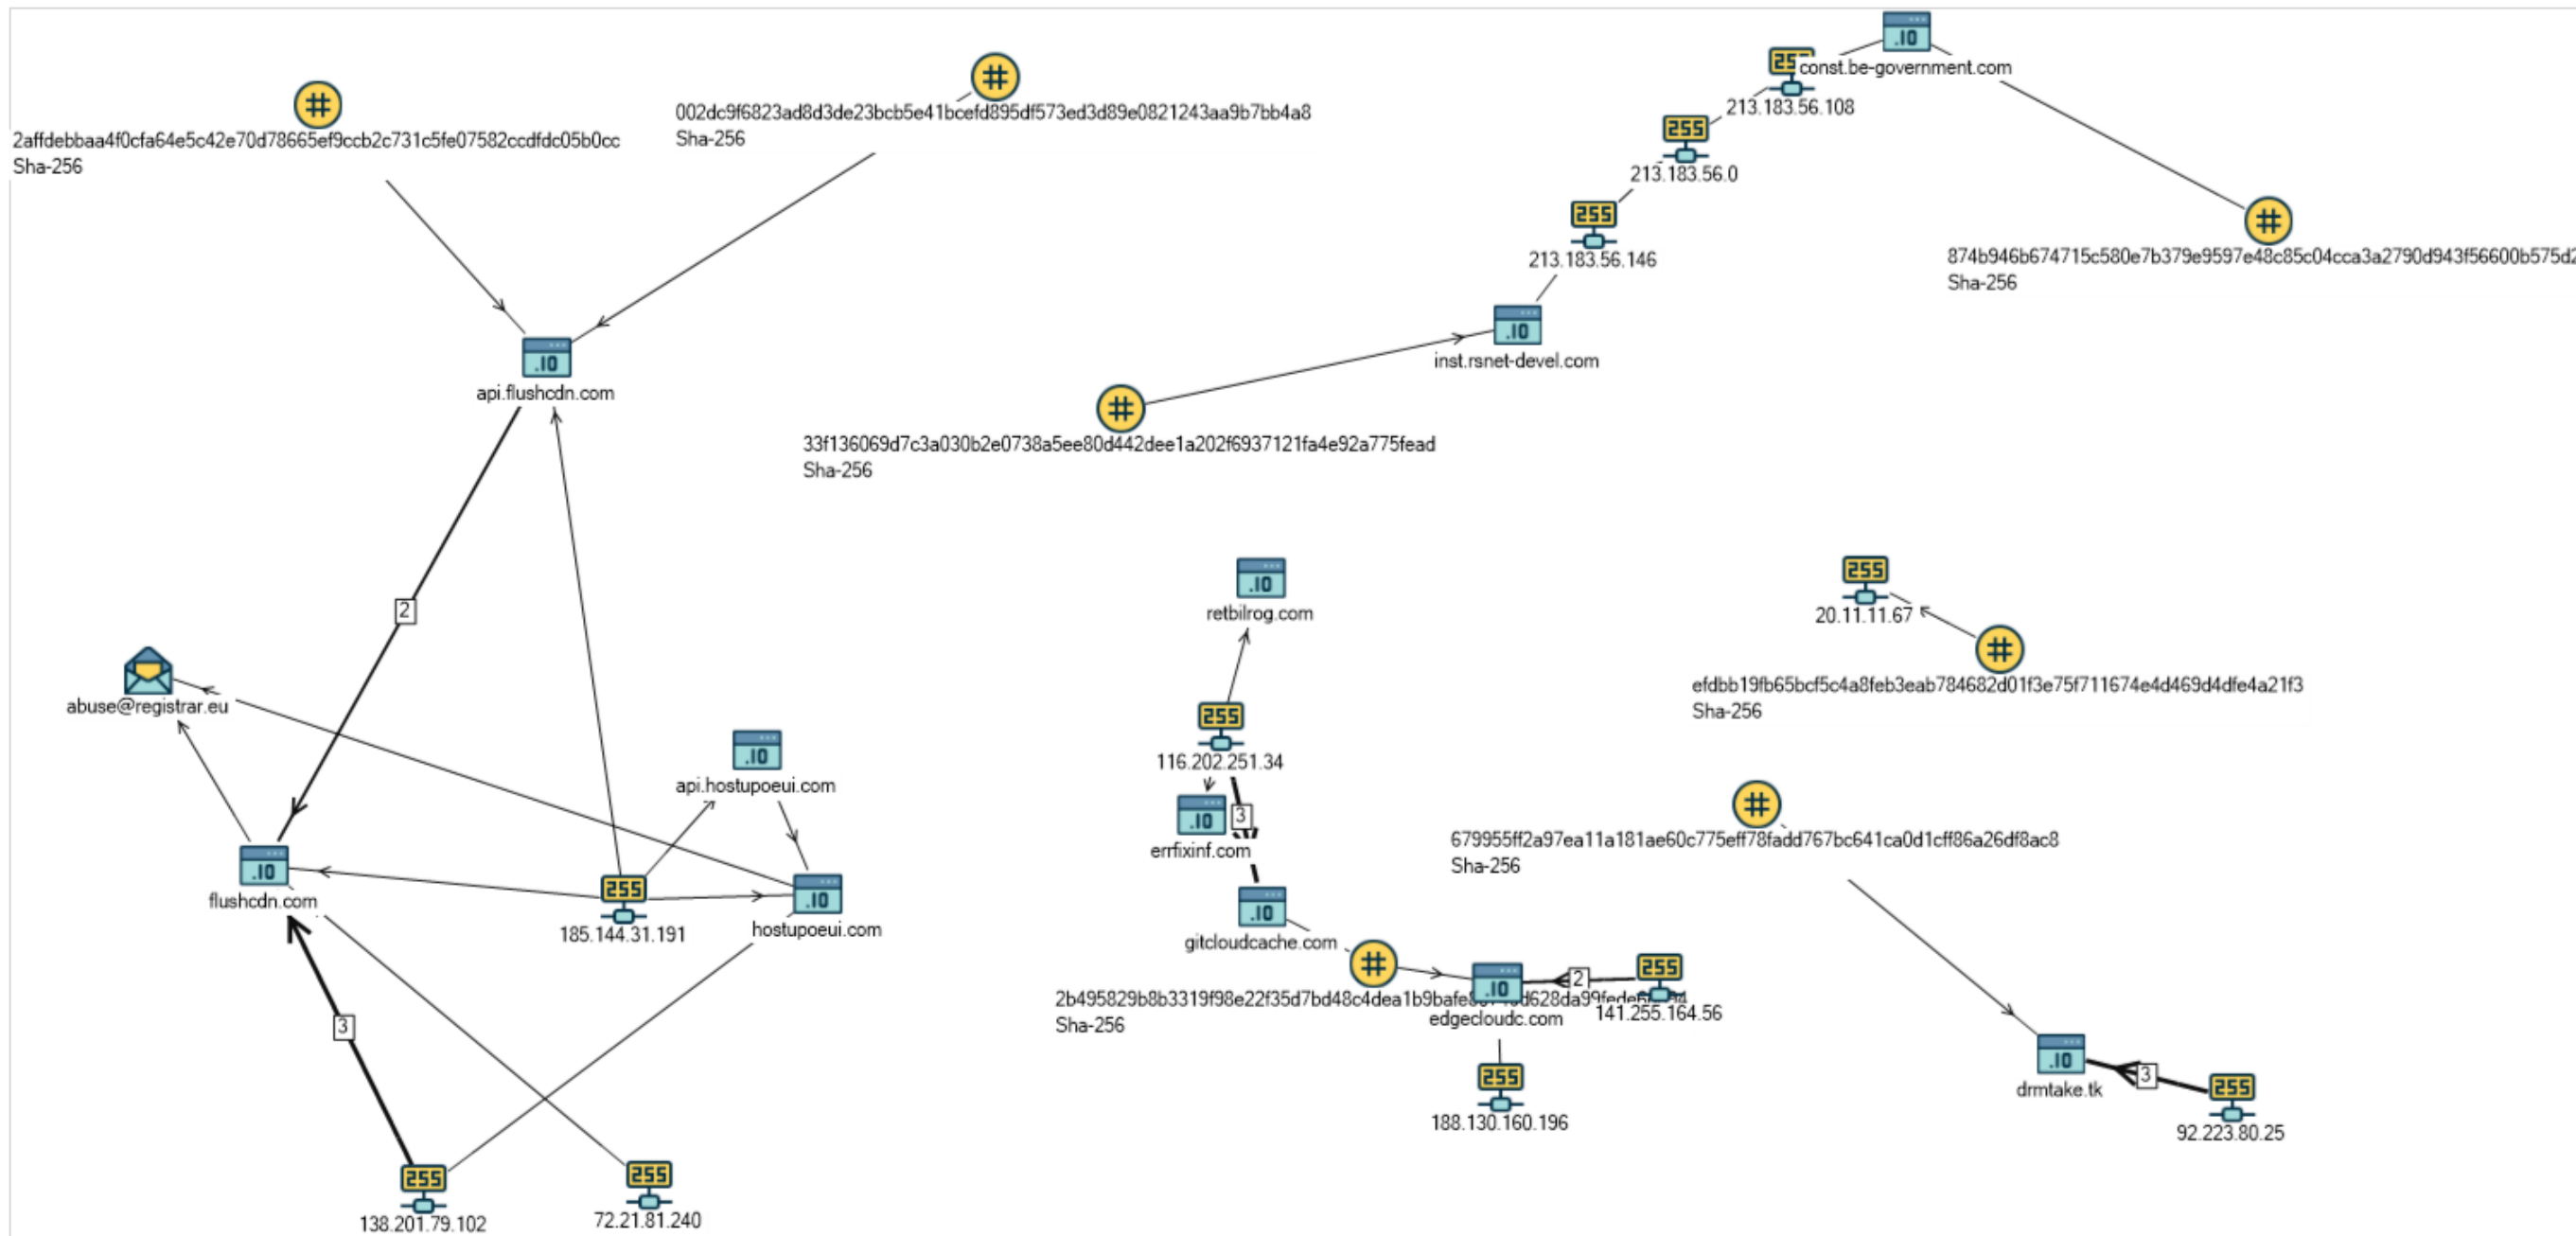 const.be-government.com
213.183.56.108
002dc9f6823ad8d3de23bcb5e41bcefd895df573ed3d89e0821243aa9b7bb4a8
Sha-256
2affdebbaa4f0cfa64e5c42e70d78665ef9ccb2c731c5fe07582ccdfdc05b0cc
Sha-256
213.183.56.0
213.183.56.146
874b946b674715c580e7b379e9597e48c85c04cca3a2790d943f56600b575d2
Sha-256
inst.rsnet-devel.com
api.flushcdn.com
33f136069d7c3a030b2e0738a5ee80d442dee1a202f6937121fa4e92a775fead
Sha-256
2
retbilrog.com
20.11.11.67
abuse@registrar.eu
efdbb19fb65bcf5c4a8feb3eab784682d01f3e75f711674e4d469d4dfe4a21f3
Sha-256
116.202.251.34
api.hostupoeui.com
3
errfixinf.com
679955ff2a97ea11a181ae60c775eff78fadd767bc641ca0d1cff86a26df8ac8
Sha-256
flushcdn.com
185.144.31.191
hostupoeui.com
gitcloudcache.com
2
Sha-256
edgecloudc.com
141.255.164.56
3
188.130.160.196
drmtake.tk
3
92.223.80.25
138.201.79.102
72.21.81.240